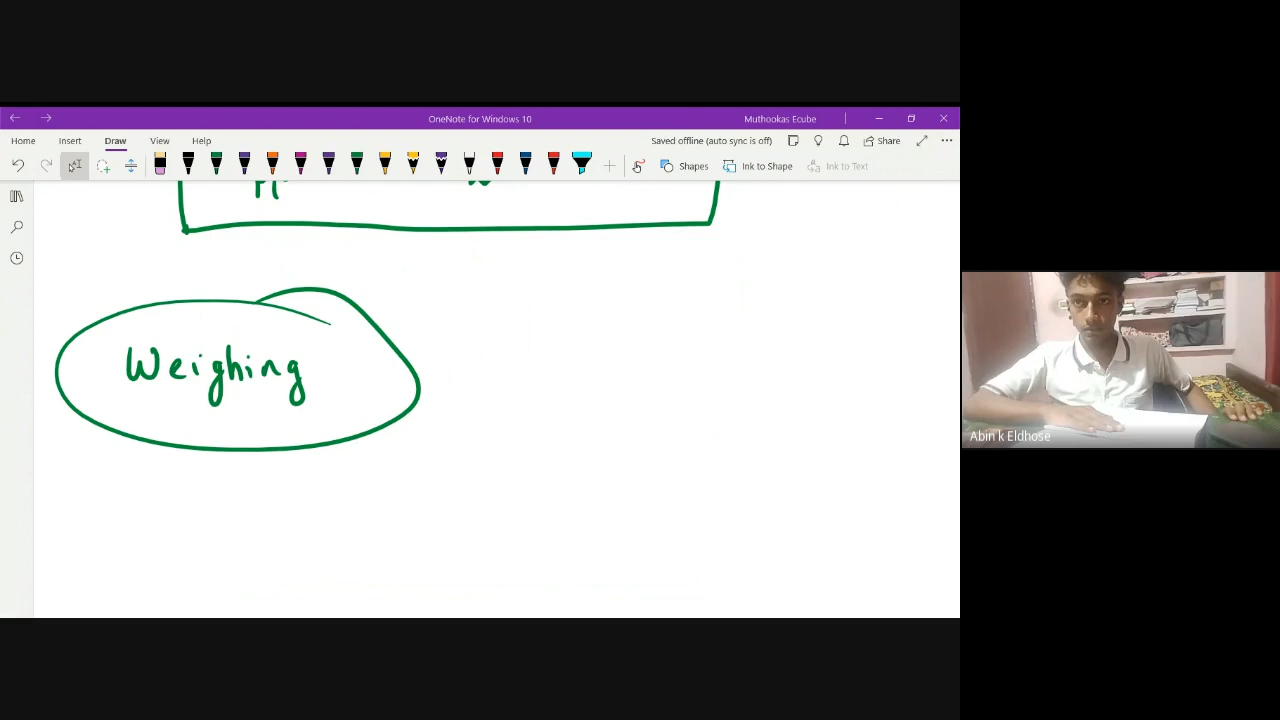 OneNote for Windows 10
Muthookas Ecube
Home Insert Draw View Help
Saved offline (auto sync is off) Share
Shapes Ink to Shape Ink to Text
Weighing
Abin k Eldhose